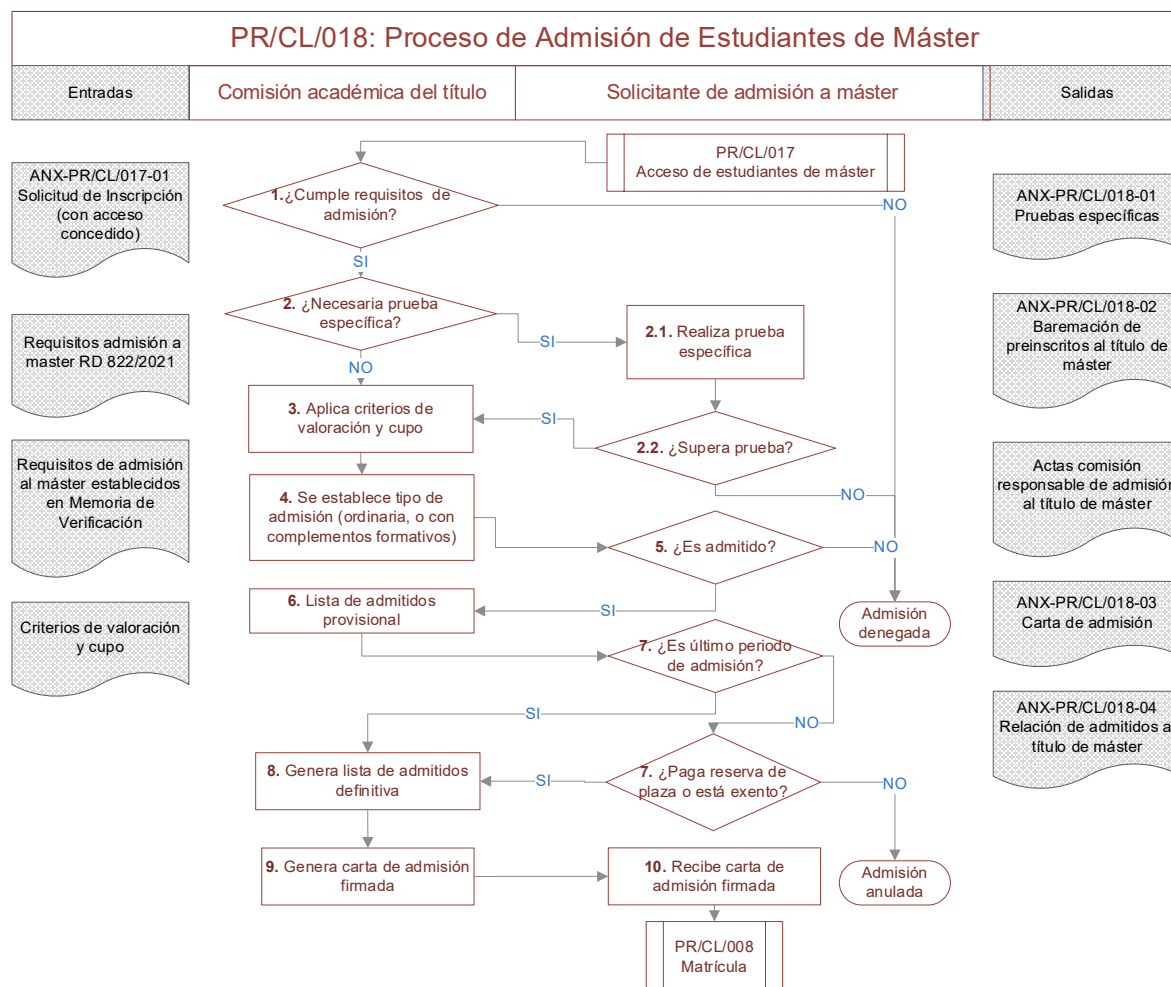 PR/CL/018: Proceso de Admisión de Estudiantes de Máster
Entradas
Comisión académica del título
Solicitante de admisión a máster
Salidas
ANX-PR/CL/017-01
Solicitud de Inscripción
(con acceso
concedido)
Requisitos admisión a
master RD 822/2021
Requisitos de admisión
al máster establecidos
en Memoria de
Verificación
Criterios de valoración
y cupo
PR/CL/017
Acceso de estudiantes de máster
1.¿Cumple requisitos de
admisión?
NO
SI
2. ¿Necesaria prueba
específica?
SI
2.1. Realiza prueba
específica
NO
3. Aplica criterios de
valoración y cupo
SI
2.2. ¿Supera prueba?
NO
4. Se establece tipo de
admisión (ordinaria, o con
complementos formativos)
5. ¿Es admitido?
NO
6. Lista de admitidos
provisional
SI
Admisión
denegada
7. ¿Es último periodo
de admisión?
SI
NO
8. Genera lista de admitidos
definitiva
SI
7. ¿Paga reserva de
plaza o está exento?
NO
9. Genera carta de admisión
firmada
10. Recibe carta de
admisión firmada
Admisión
anulada
PR/CL/008
Matrícula
ANX-PR/CL/018-01
Pruebas específicas
ANX-PR/CL/018-02
Baremación de
preinscritos al título de
máster
Actas comisión
responsable de admisión
al título de máster
ANX-PR/CL/018-03
Carta de admisión
ANX-PR/CL/018-04
Relación de admitidos a
título de máster